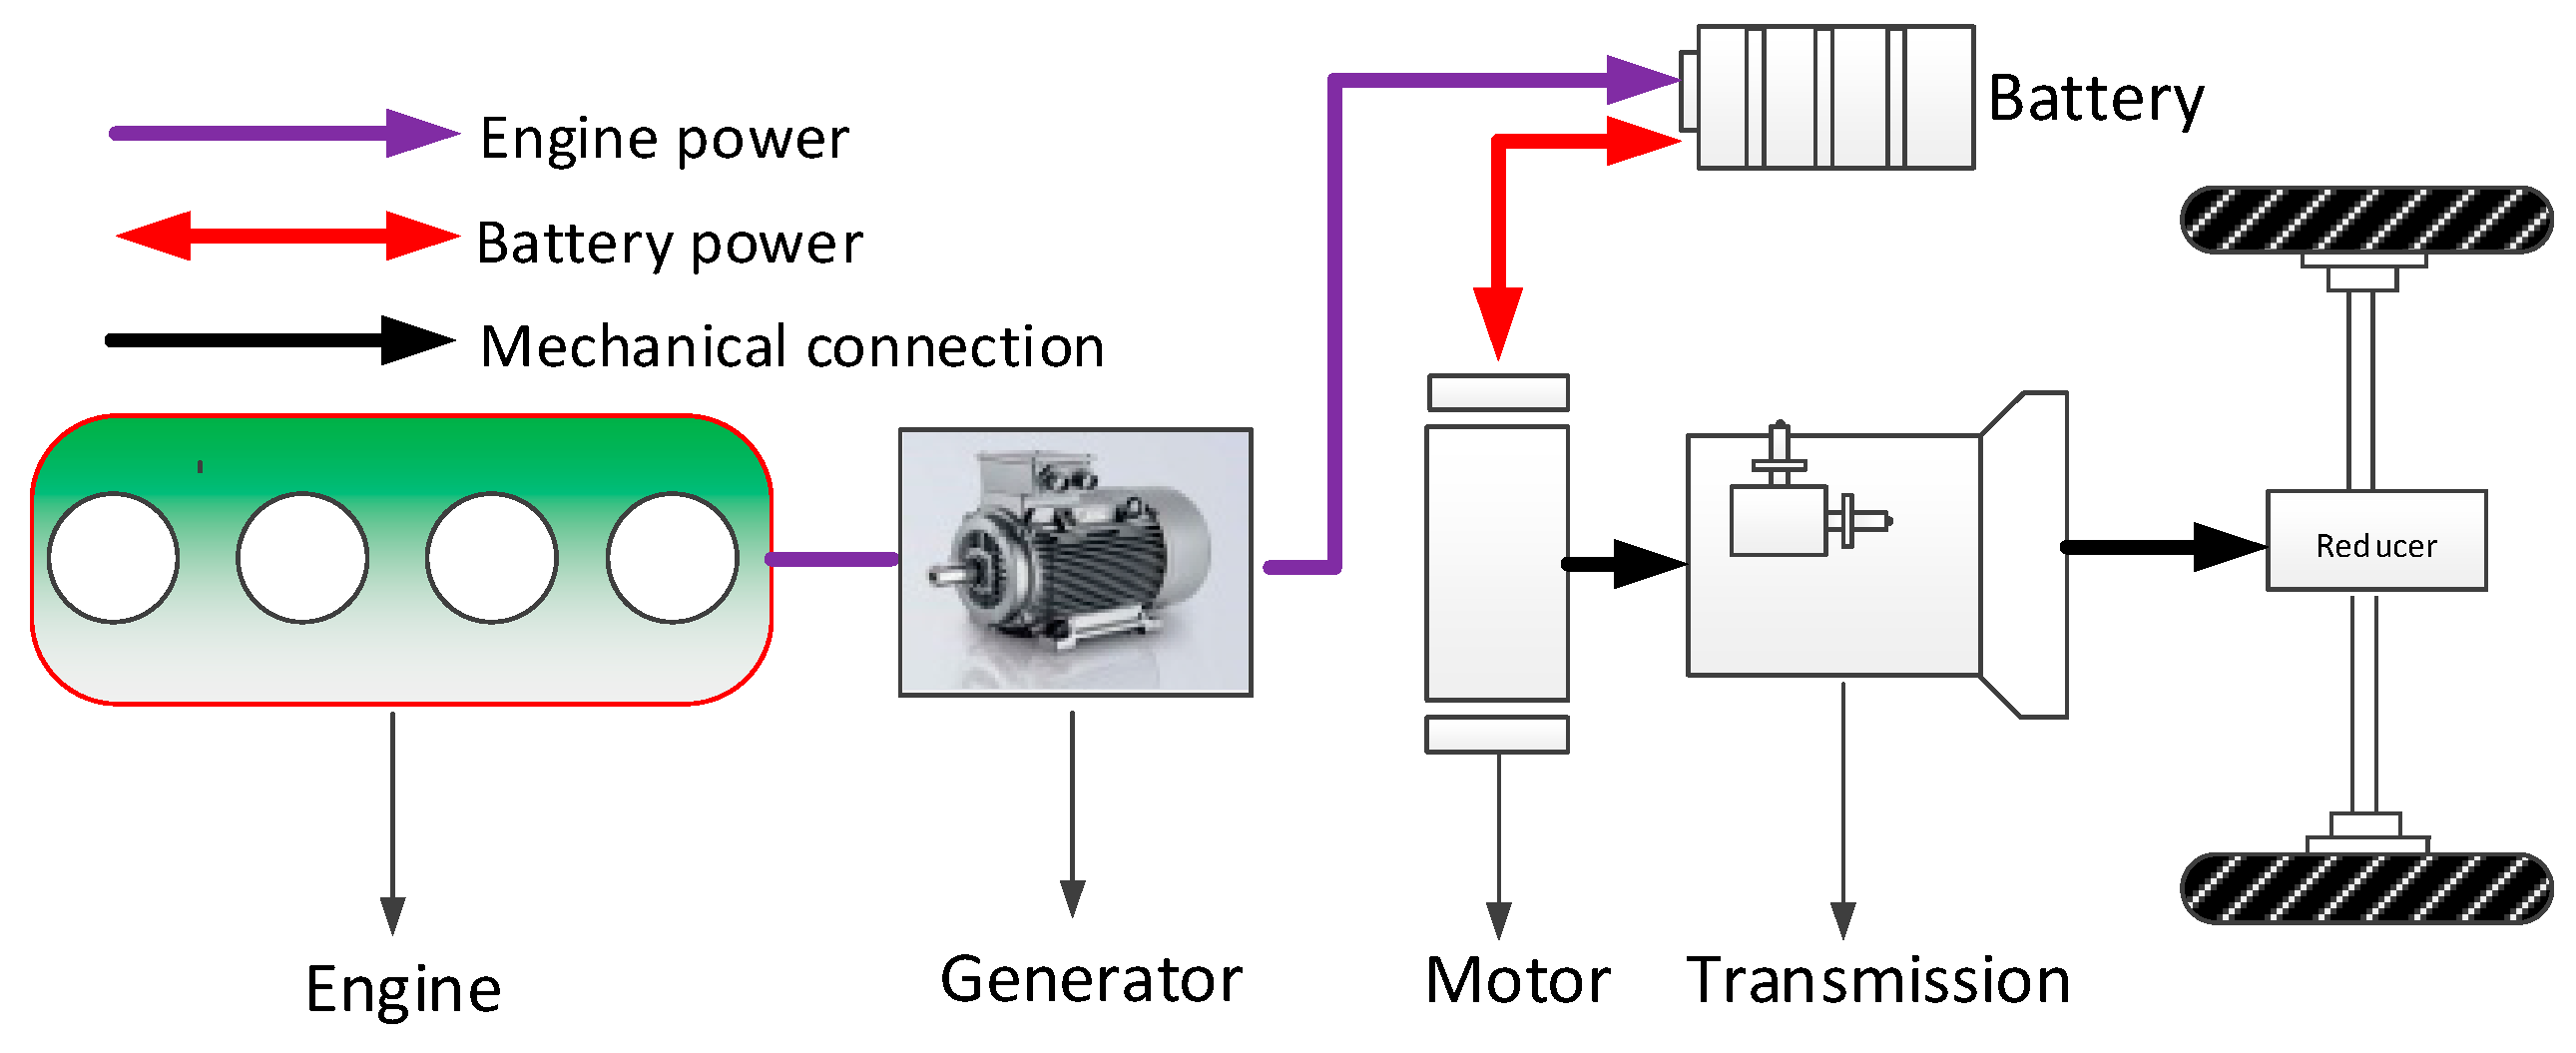 Engine power
Battery power
Mechanical connection
Battery
Reducer
Engine
Generator
Motor
Transmission